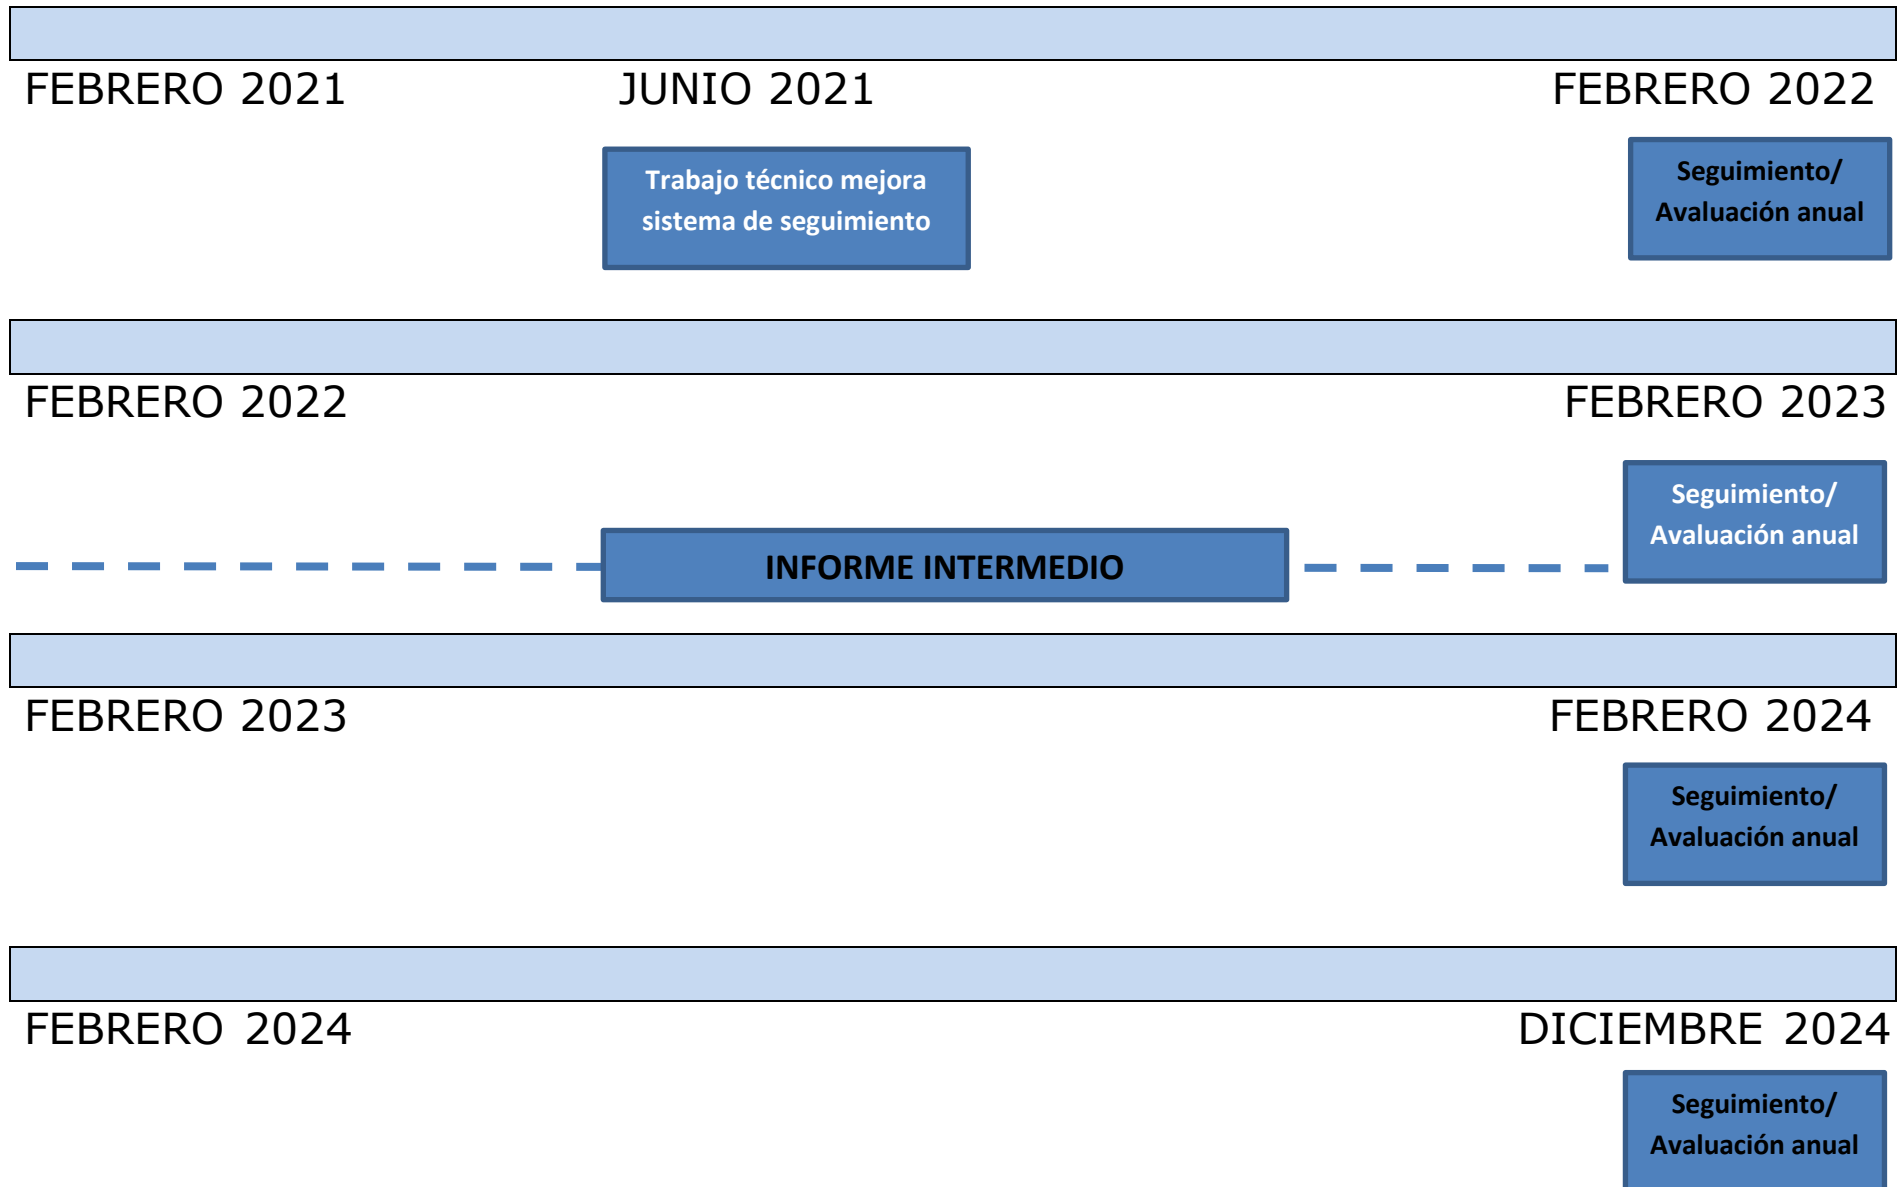 FEBRERO 2021 JUNIO 2021 FEBRERO 2022
Trabajo técnico mejora
sistema de seguimiento
Seguimiento/
Avaluación anual
FEBRERO 2022 FEBRERO 2023
Seguimiento/
Avaluación anual
INFORME INTERMEDIO
FEBRERO 2023 FEBRERO 2024
Seguimiento/
Avaluación anual
FEBRERO 2024 DICIEMBRE 2024
Seguimiento/
Avaluación anual